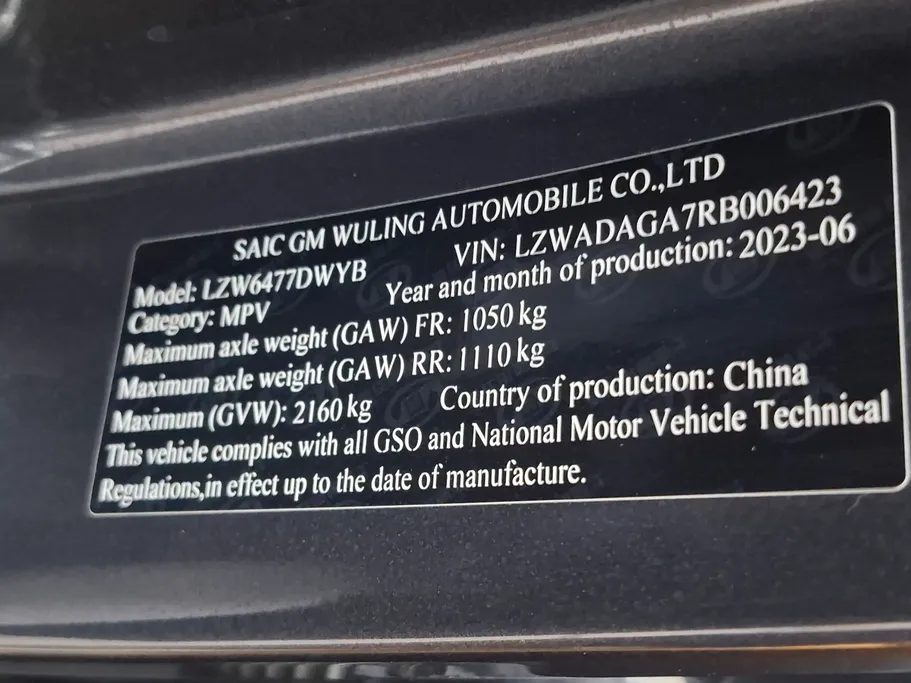 SAIC GM WULING AUTOMOBILE CO.,LTD
Model: LZW6477DWYB VIN: LZWADAGA7RB006423
Category: MPV Year and month of production: 2023-06
Maximum axle weight (GAW) FR: 1050 kg
Maximum axle weight (GAW) RR: 1110 kg
Maximum (GVW): 2160 kg Country of production: China
This vehicle complies with all GSO and National Motor Vehicle Technical
Regulations,in effect up to the date of manufacture.